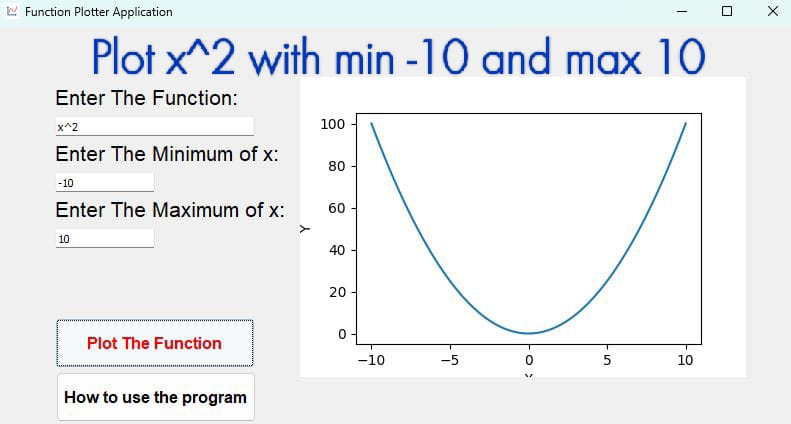 Function Plotter Application
Plot x^2 with min -10 and max 10
Enter The Function:
x^2
Enter The Minimum of x:
-10
Enter The Maximum of x:
10
Plot The Function
How to use the program
100
80
60
40
20
0
Y
−10 −5 0 5 10